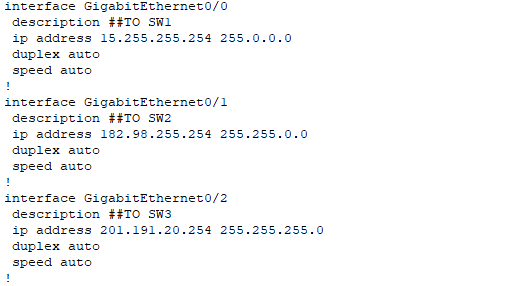 interface GigabitEthernet0/0
 description ##TO SW1
 ip address 15.255.255.254 255.0.0.0
 duplex auto
 speed auto
!
interface GigabitEthernet0/1
 description ##TO SW2
 ip address 182.98.255.254 255.255.0.0
 duplex auto
 speed auto
!
interface GigabitEthernet0/2
 description ##TO SW3
 ip address 201.191.20.254 255.255.255.0
 duplex auto
 speed auto
!